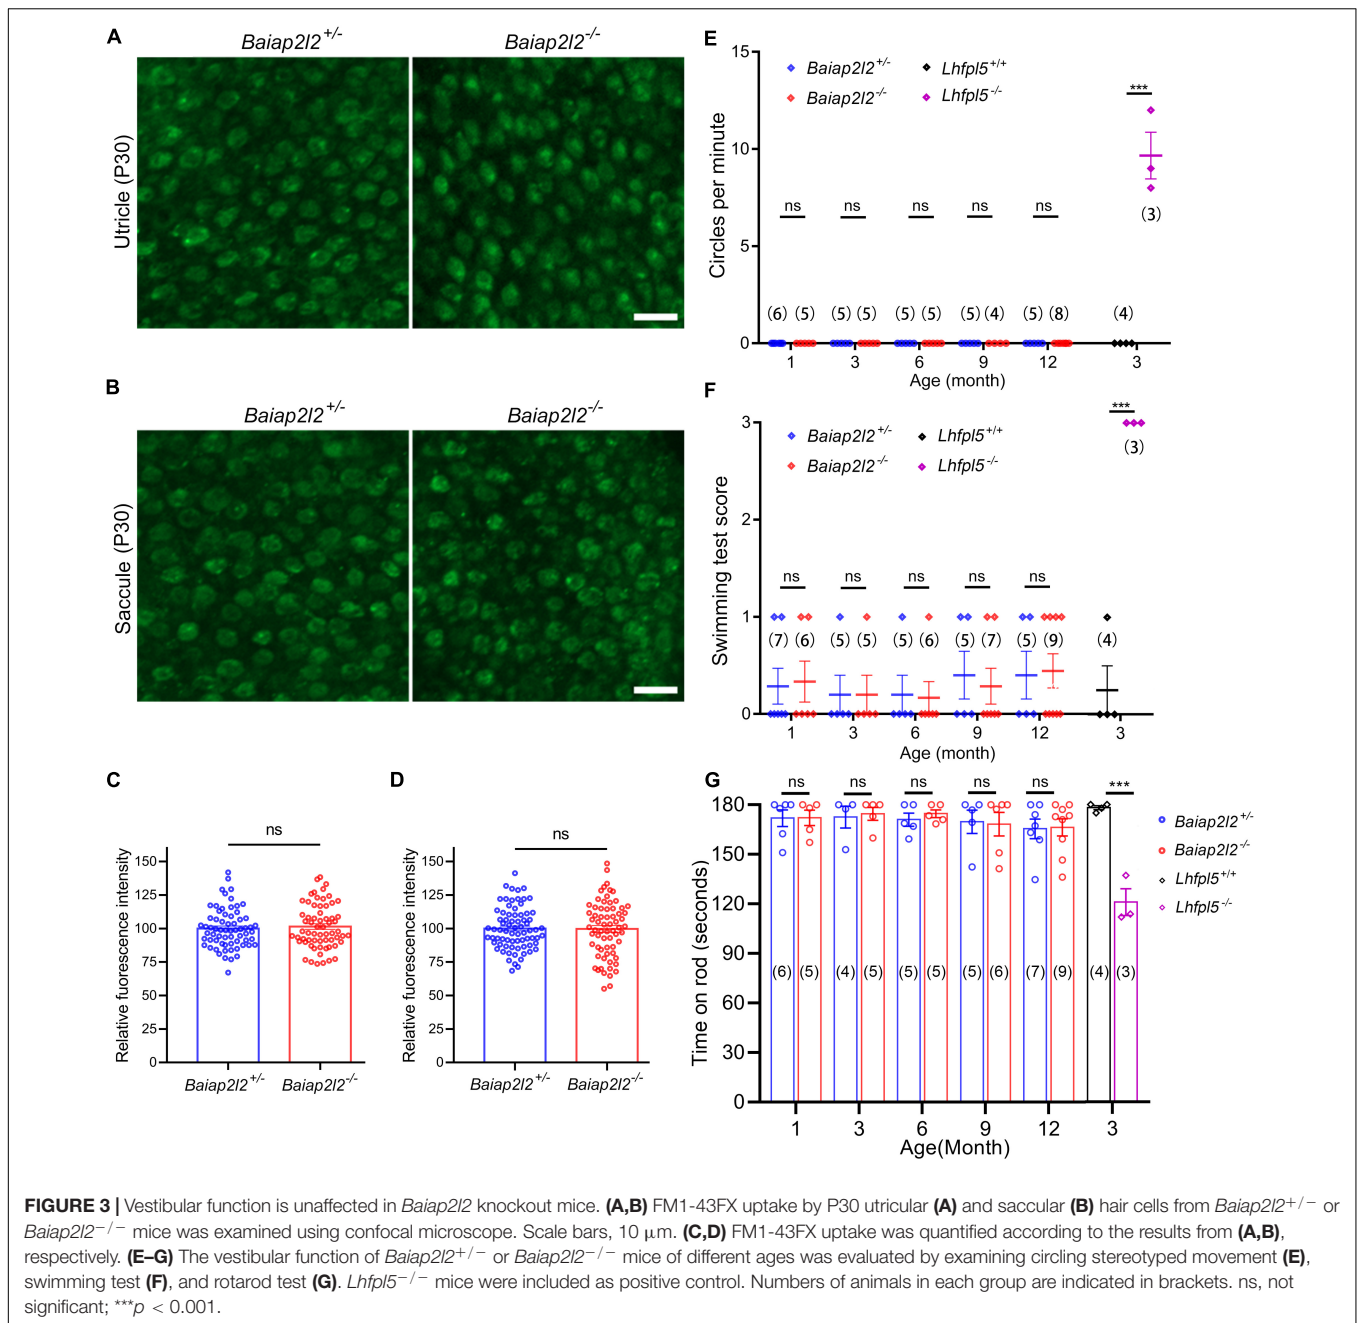 A
Baiap2l2+/-
Baiap2l2-/-
Utricle (P30)
B
Baiap2l2+/-
Baiap2l2-/-
Saccule (P30)
C
ns
Relative fluorescence intensity
150
125
100
75
50
25
0
Baiap2l2+/-
Baiap2l2-/-
D
ns
Relative fluorescence intensity
150
125
100
75
50
25
0
Baiap2l2+/-
Baiap2l2-/-
E
Baiap2l2+/-
Lhfpl5+/+
Baiap2l2-/-
Lhfpl5-/-
***
Circles per minute
15
10
5
0
ns ns ns ns ns
(3)
(6) (5) (5) (5) (5) (5) (5) (4) (5) (8) (4)
1 3 6 9 12 3
Age (month)
F
Baiap2l2+/-
Lhfpl5+/+
Baiap2l2-/-
Lhfpl5-/-
***
(3)
Swimming test score
3
2
1
0
ns ns ns ns ns
(7) (6) (5) (5) (5) (6) (5) (7) (5) (9) (4)
1 3 6 9 12 3
Age (month)
G
ns ns ns ns ns ***
Time on rod (seconds)
180
150
120
90
60
30
0
(6) (5) (4) (5) (5) (5) (5) (6) (7) (9) (4) (3)
1 3 6 9 12 3
Age(Month)
Baiap2l2+/-
Baiap2l2-/-
Lhfpl5+/+
Lhfpl5-/-
FIGURE 3 | Vestibular function is unaffected in Baiap2l2 knockout mice. (A,B) FM1-43FX uptake by P30 utricular (A) and saccular (B) hair cells from Baiap2l2+/− or
Baiap2l2−/− mice was examined using confocal microscope. Scale bars, 10 μm. (C,D) FM1-43FX uptake was quantified according to the results from (A,B),
respectively. (E–G) The vestibular function of Baiap2l2+/− or Baiap2l2−/− mice of different ages was evaluated by examining circling stereotyped movement (E),
swimming test (F), and rotarod test (G). Lhfpl5−/− mice were included as positive control. Numbers of animals in each group are indicated in brackets. ns, not
significant; ***p < 0.001.